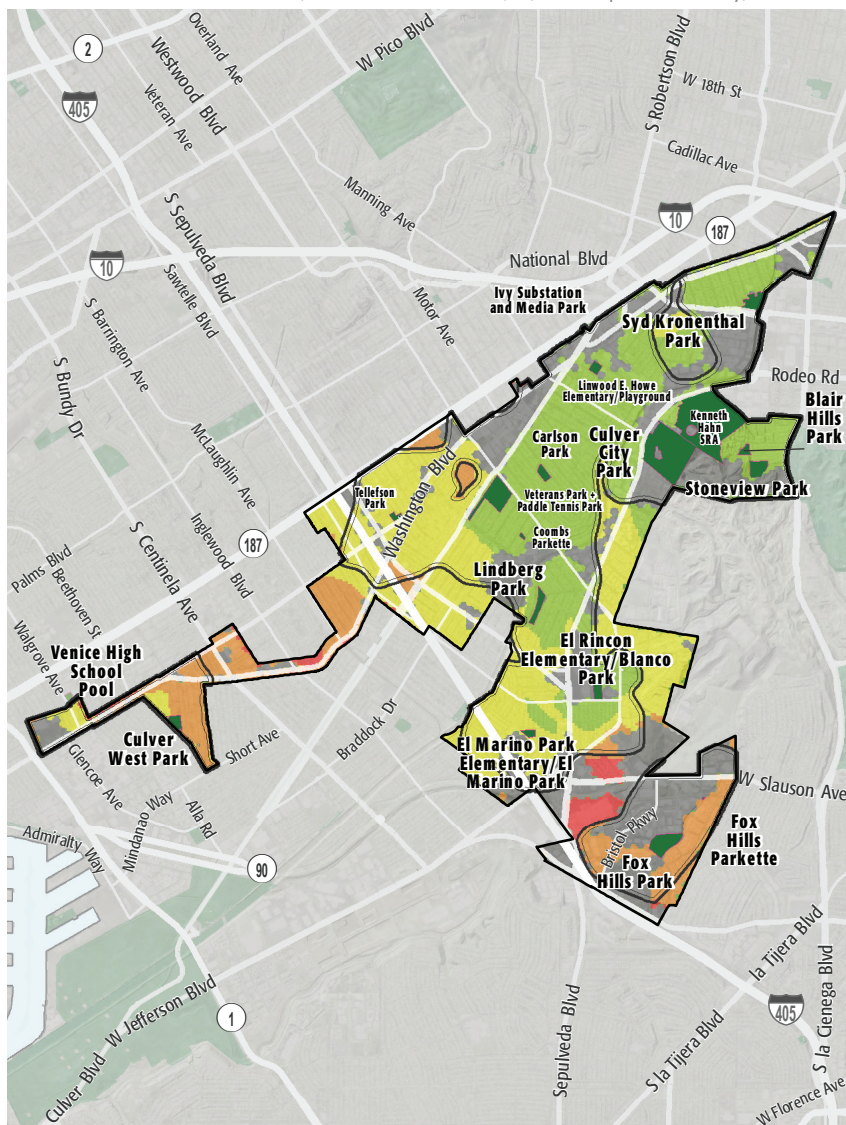 Overland Ave
W Pico Blvd
S Robertson Blvd
2
Westwood Blvd
W 18th St
405
Veteran Ave
Cadillac Ave
Manning Ave
S Sepulveda Blvd
10
187
National Blvd
10
Sawtelle Blvd
Motor Ave
Ivy Substation
and Media Park
S Barrington Ave
Syd Kronenthal
Park
S Bundy Dr
Rodeo Rd
Linwood E. Howe
Elementary/Playground
Blair
Hills
Park
Kenneth
Hahn
SRA
McLaughlin Ave
Carlson
Park
Culver
City
Park
Washington Blvd
Tellefson
Park
Stoneview Park
Veterans Park +
Paddle Tennis Park
Inglewood Blvd
S Centinela Ave
187
Coombs
Parkette
Palms Blvd
Beethoven St
Lindberg
Park
Walgrove Ave
Venice High
School
Pool
El Rincon
Elementary/Blanco
Park
Braddock Dr
Short Ave
Culver
West Park
El Marino Park
Elementary/El
Marino Park
Glencoe Ave
W Slauson Ave
Mindanao Way
Alla Rd
Admiralty Way
Bristol Pkwy
Fox
Hills
Parkette
Fox
Hills Park
90
la Tijera Blvd
W Jefferson Blvd
1
405
S la Cienega Blvd
Sepulveda Blvd
S la Tijera Blvd
Culver Blvd
W Florence Ave